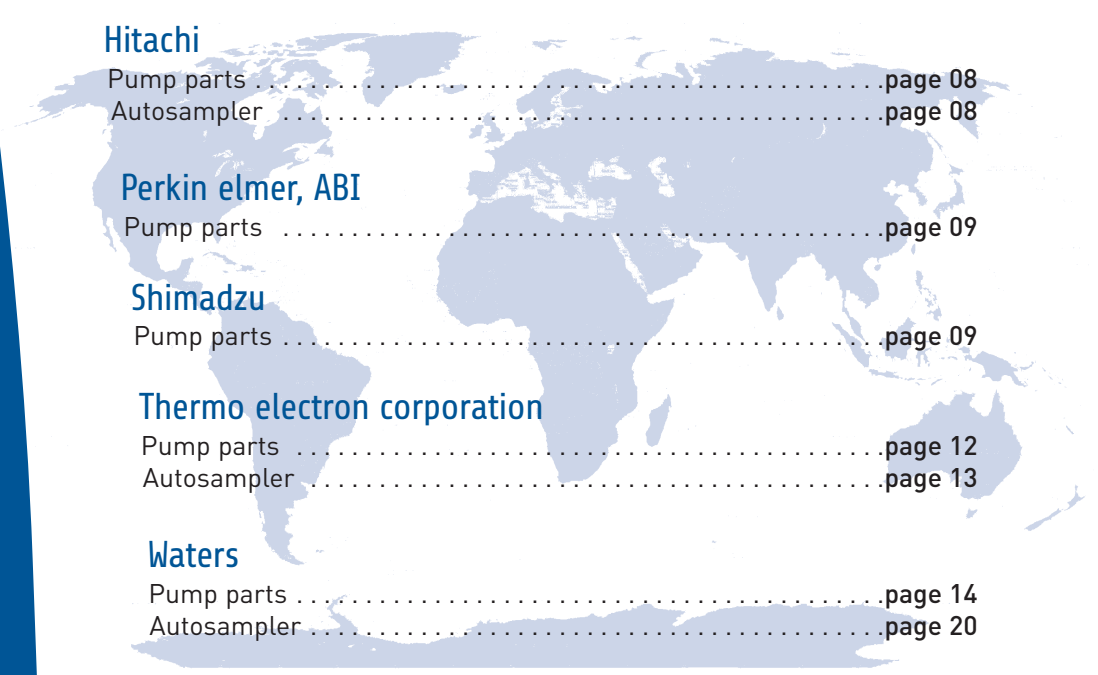 Hitachi
Pump parts . . . . . . . . . . . . . . . . . . . . . . . . . . . . . . . . . . . . . . . . . . . . . .page 08
Autosampler . . . . . . . . . . . . . . . . . . . . . . . . . . . . . . . . . . . . . . . . . . . .page 08
Perkin elmer, ABI
Pump parts . . . . . . . . . . . . . . . . . . . . . . . . . . . . . . . . . . . . . . . . . . . .page 09
Shimadzu
Pump parts . . . . . . . . . . . . . . . . . . . . . . . . . . . . . . . . . . . . . . . . . . . .page 09
Thermo electron corporation
Pump parts . . . . . . . . . . . . . . . . . . . . . . . . . . . . . . . . . . . . . . . . . . .page 12
Autosampler . . . . . . . . . . . . . . . . . . . . . . . . . . . . . . . . . . . . . . . . . .page 13
Waters
Pump parts . . . . . . . . . . . . . . . . . . . . . . . . . . . . . . . . . . . . . . . . . . .page 14
Autosampler . . . . . . . . . . . . . . . . . . . . . . . . . . . . . . . . . . . . . . . . . .page 20